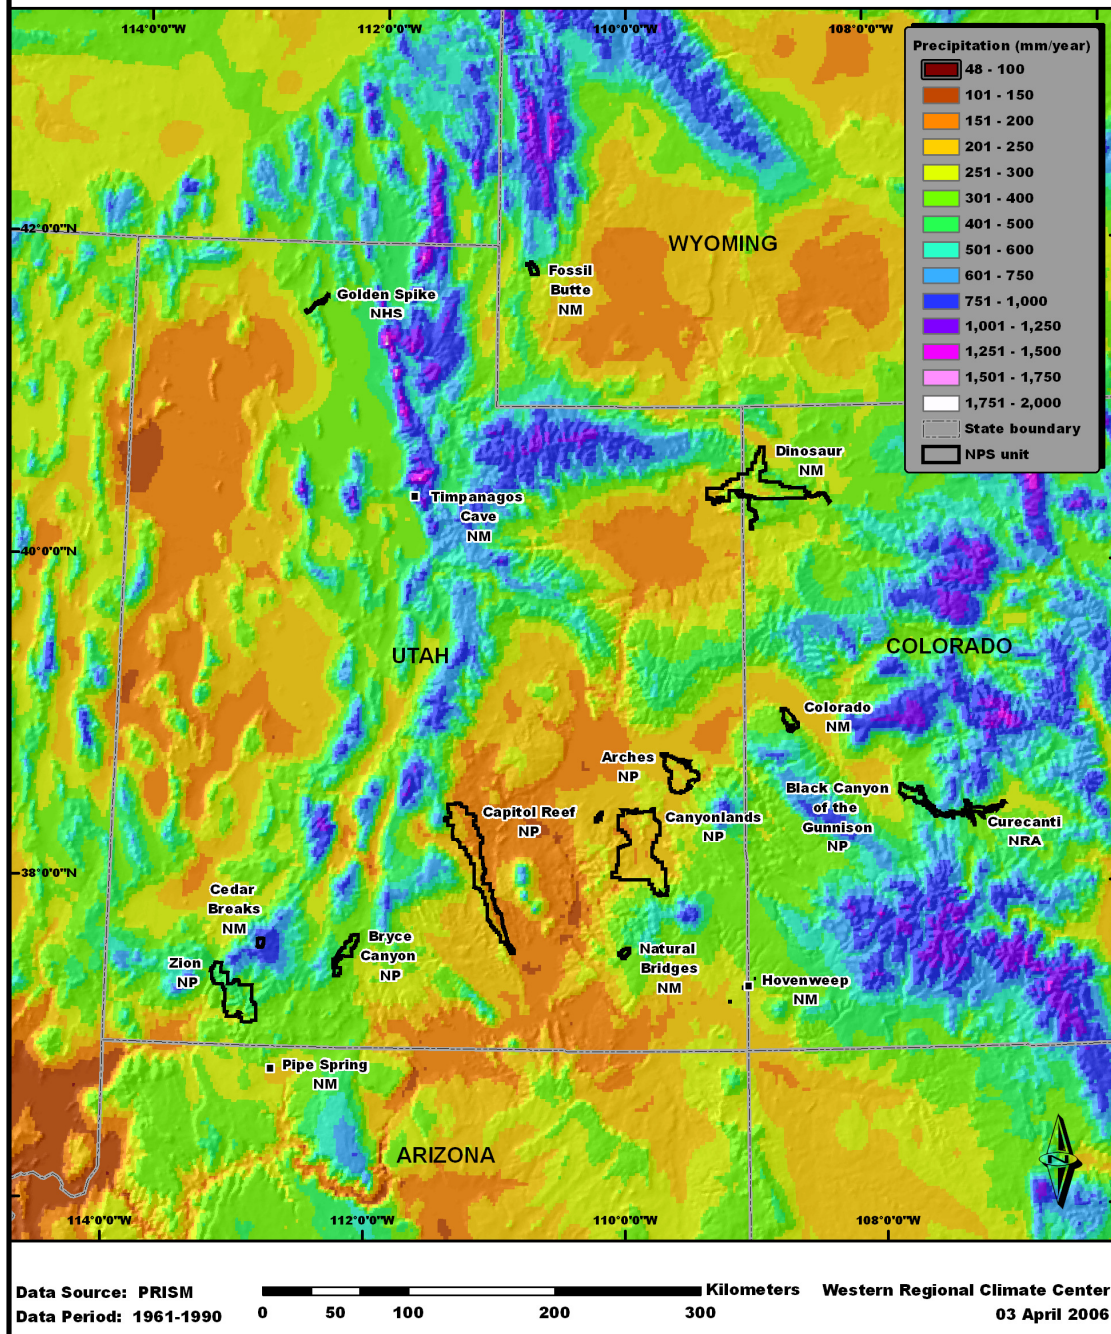 114°0'0"W 112°0'0"W 110°0'0"W 108°0'0"W
Precipitation (mm/year)
48 - 100
101 - 150
151 - 200
201 - 250
251 - 300
301 - 400
401 - 500
501 - 600
601 - 750
751 - 1,000
1,001 - 1,250
1,251 - 1,500
1,501 - 1,750
1,751 - 2,000
State boundary
NPS unit
42°0'0"N
WYOMING
Fossil
Butte
NM
Golden Spike
NHS
Dinosaur
NM
Timpanagos
Cave
NM
40°0'0"N
UTAH
COLORADO
Colorado
NM
Arches
NP
Black Canyon
of the
Gunnison
NP
Capitol Reef
NP
Canyonlands
NP
Curecanti
NRA
38°0'0"N
Cedar
Breaks
NM
Bryce
Canyon
NP
Zion
NP
Natural
Bridges
NM
Hovenweep
NM
Pipe Spring
NM
ARIZONA
N
114°0'0"W 112°0'0"W 110°0'0"W 108°0'0"W
Data Source: PRISM
Data Period: 1961-1990
Kilometers
0 50 100 200 300
Western Regional Climate Center
03 April 2006